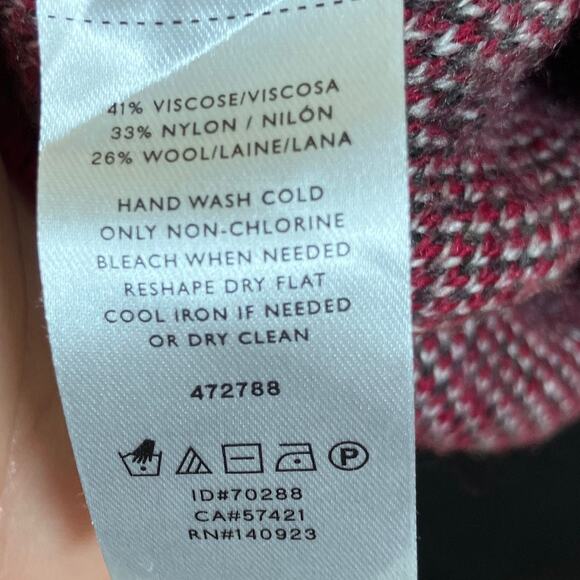 41% VISCOSE/VISCOSA
33% NYLON / NILÓN
26% WOOL/LAINE/LANA
HAND WASH COLD
ONLY NON-CHLORINE
BLEACH WHEN NEEDED
RESHAPE DRY FLAT
COOL IRON IF NEEDED
OR DRY CLEAN
472788
P
ID#70288
CA#57421
RN#140923